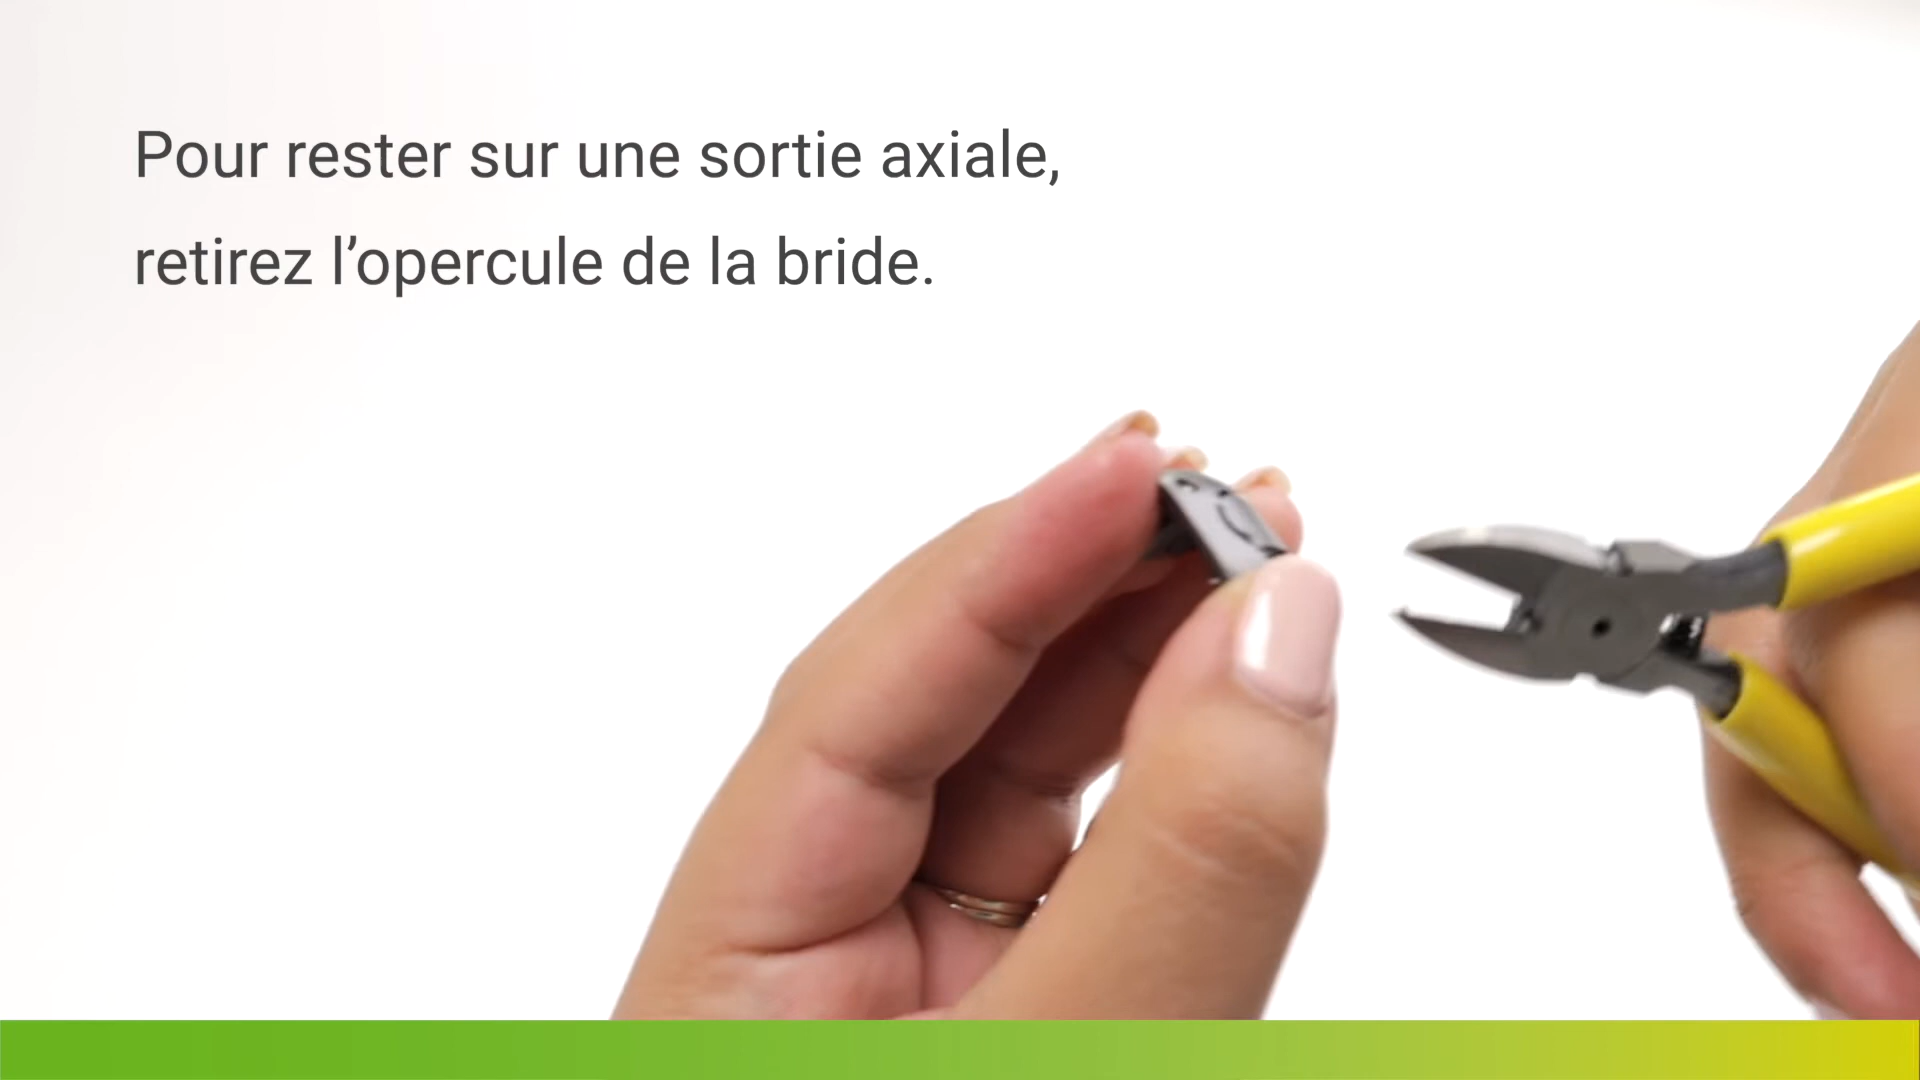 Pour rester sur une sortie axiale,
retirez l’opercule de la bride.